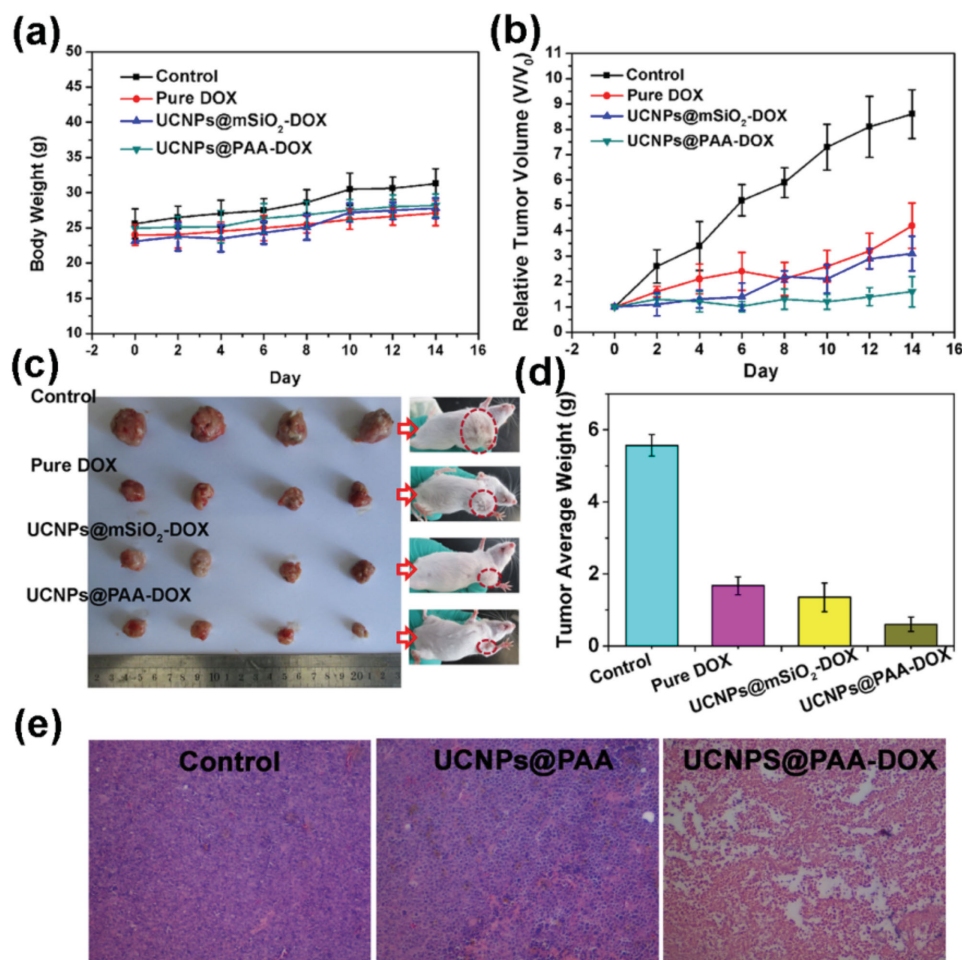 (a)
50
45
40
35
30
25
20
15
10
Body Weight (g)
Control
Pure DOX
UCNPs@mSiO₂-DOX
UCNPs@PAA-DOX
-2 0 2 4 6 8 10 12 14 16
Day
(b)
11
10
9
8
7
6
5
4
3
2
1
0
Relative Tumor Volume (V/V₀)
Control
Pure DOX
UCNPs@mSiO₂-DOX
UCNPs@PAA-DOX
-2 0 2 4 6 8 10 12 14 16
Day
(c)
Control
Pure DOX
UCNPs@mSiO₂-DOX
UCNPs@PAA-DOX
(d)
6
4
2
0
Tumor Average Weight (g)
Control
Pure DOX
UCNPs@mSiO₂-DOX
UCNPs@PAA-DOX
(e)
Control
UCNPs@PAA
UCNPS@PAA-DOX